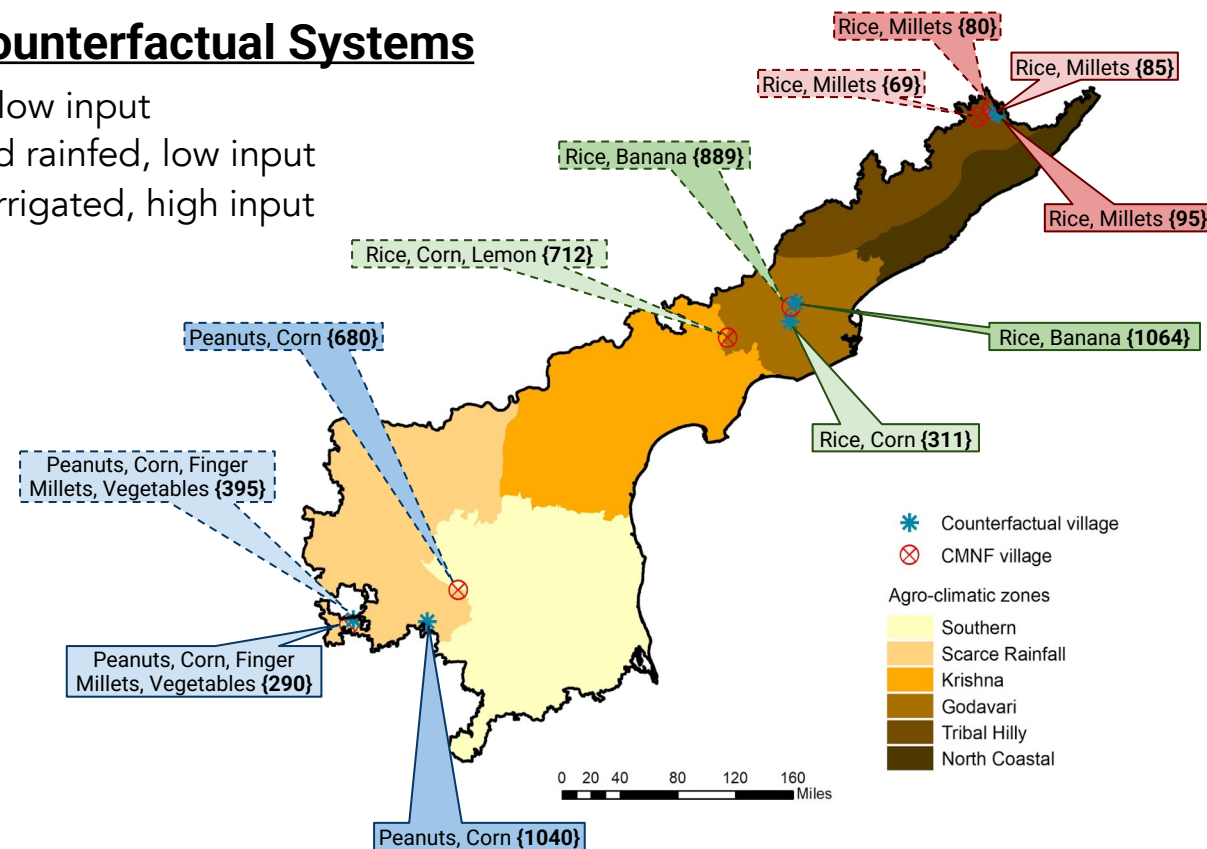 ounterfactual Systems
low input
d rainfed, low input
rrigated, high input
Rice, Millets {80}
Rice, Millets {85}
Rice, Millets {69}
Rice, Banana {889}
Rice, Millets {95}
Rice, Corn, Lemon {712}
Peanuts, Corn {680}
Rice, Banana {1064}
Rice, Corn {311}
Peanuts, Corn, Finger
Millets, Vegetables {395}
Counterfactual village
CMNF village
Agro-climatic zones
Southern
Scarce Rainfall
Krishna
Godavari
Tribal Hilly
North Coastal
Peanuts, Corn, Finger
Millets, Vegetables {290}
0 20 40 80 120 160
Miles
Peanuts, Corn {1040}